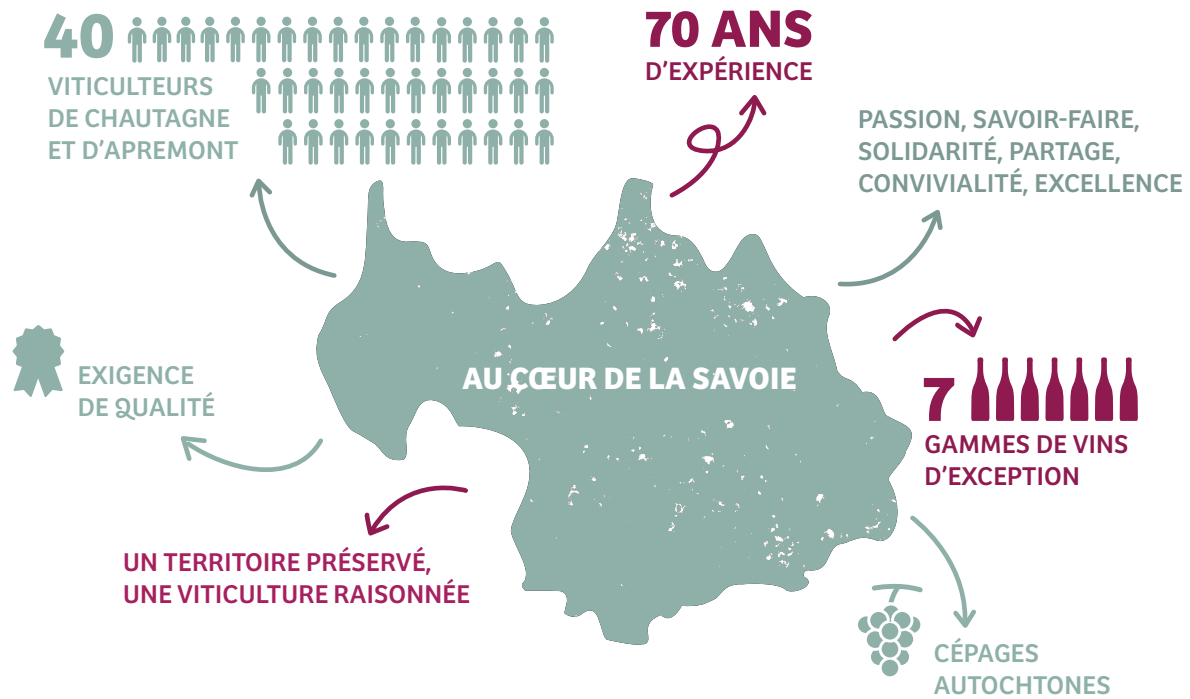 40
VITICULTEURS
DE CHAUTAGNE
ET D'APREMONT
70 ANS
D'EXPÉRIENCE
PASSION, SAVOIR-FAIRE,
SOLIDARITÉ, PARTAGE,
CONVIVIALITÉ, EXCELLENCE
EXIGENCE
DE QUALITÉ
AU CŒUR DE LA SAVOIE
7
GAMMES DE VINS
D'EXCEPTION
UN TERRITOIRE PRÉSERVÉ,
UNE VITICULTURE RAISONNÉE
CÉPAGES
AUTOCHTONES